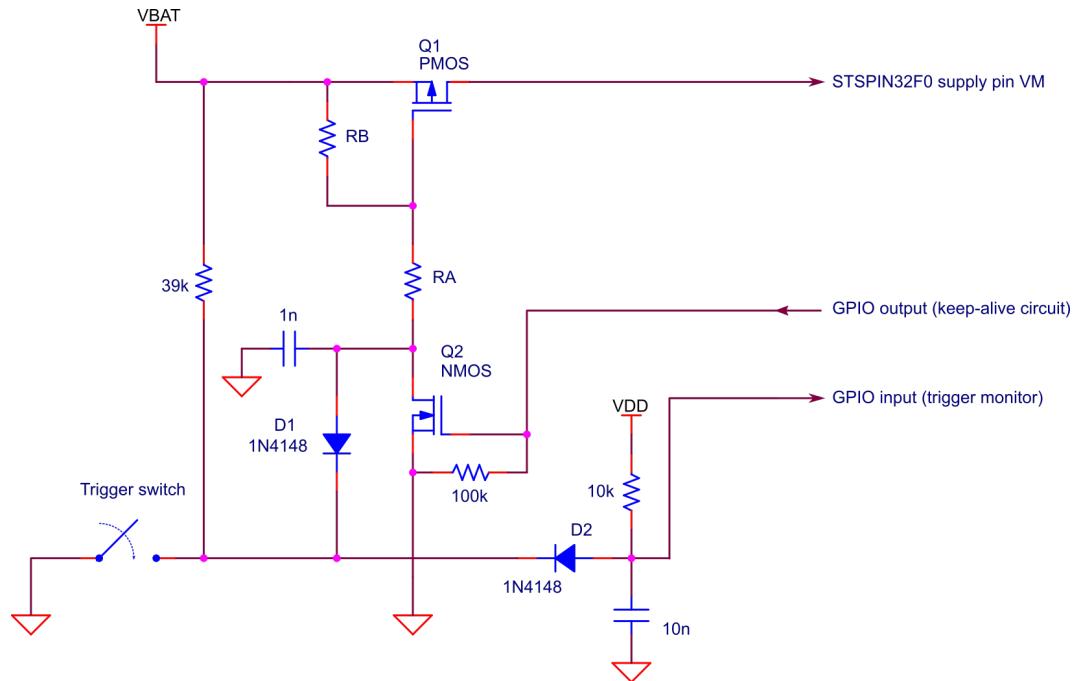 VBAT
Q1
PMOS
STSPIN32F0 supply pin VM
RB
RA
39k
1n
GPIO output (keep-alive circuit)
Q2
NMOS
GPIO input (trigger monitor)
VDD
D1
1N4148
10k
100k
Trigger switch
D2
1N4148
10n